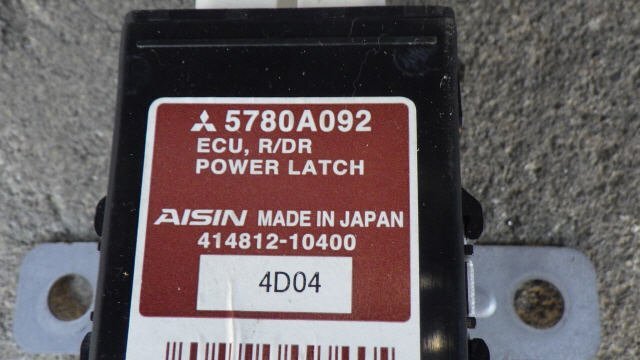 5780A092
ECU, R/DR
POWER LATCH
AISIN MADE IN JAPAN
414812-10400
4D04